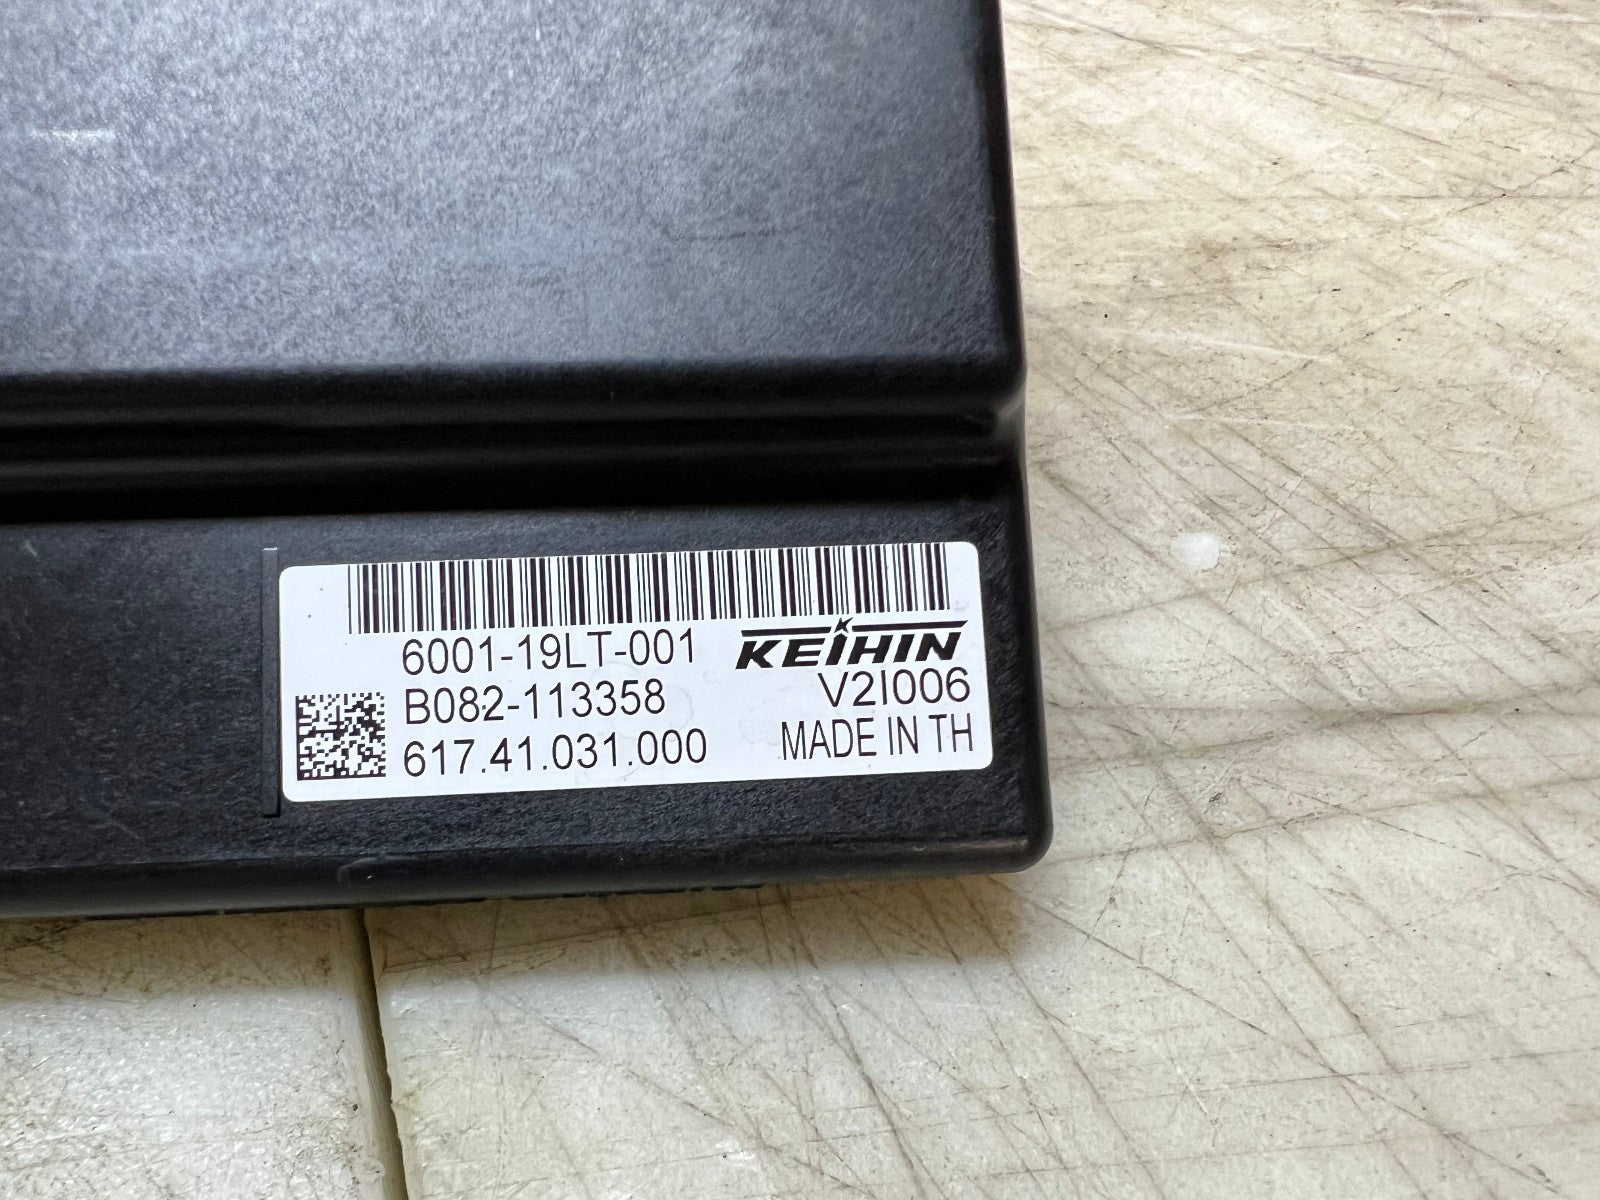 6001-19LT-001 KEIHIN
B082-113358 V2I006
617.41.031.000 MADE IN TH